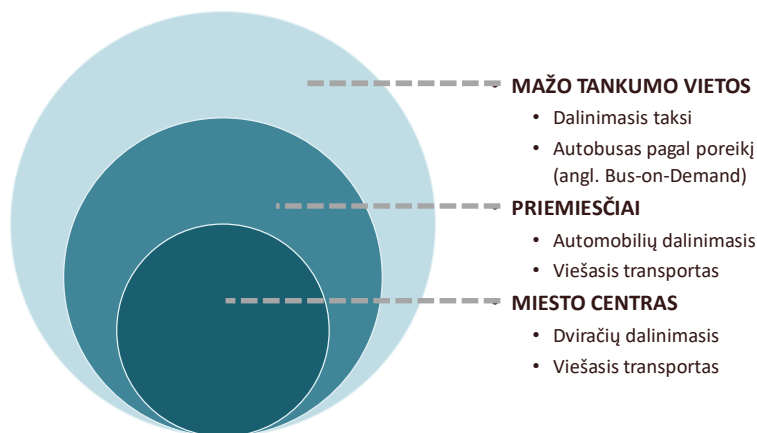 • MAŽO TANKUMO VIETOS
• Dalinimasis taksi
• Autobusas pagal poreikį
(angl. Bus-on-Demand)
• PRIEMIESČIAI
• Automobilių dalinimasis
• Viešasis transportas
• MIESTO CENTRAS
• Dviračių dalinimasis
• Viešasis transportas